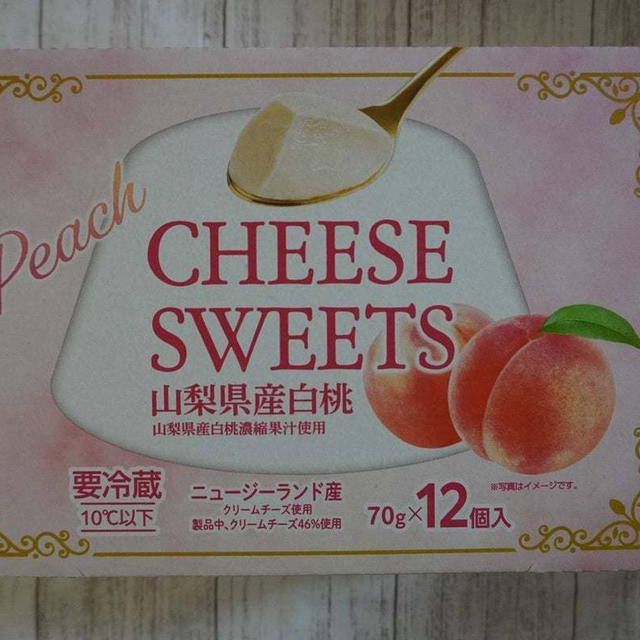 Peach
CHEESE
SWEETS
山梨県産白桃
山梨県産白桃濃縮果汁使用
要冷蔵
10℃以下
ニュージーランド産
クリームチーズ使用
製品中、クリームチーズ46%使用
70g×12個入
※写真はイメージです。